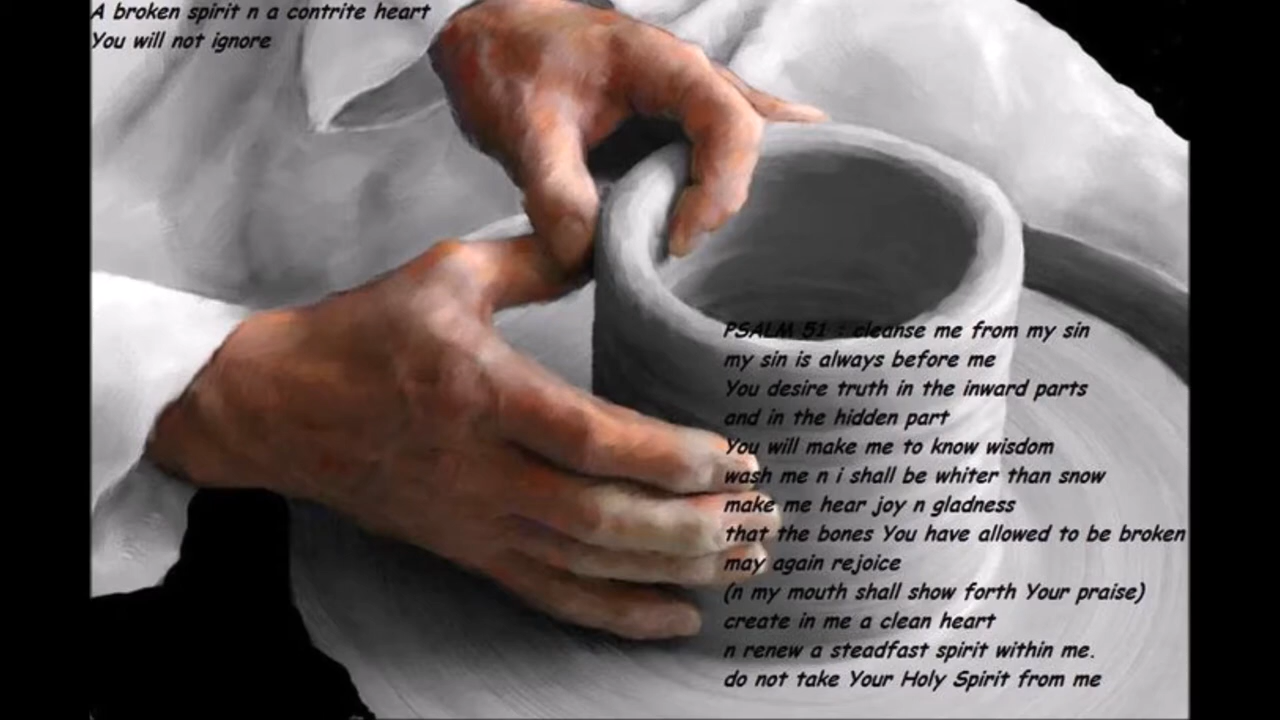 A broken spirit n a contrite heart
You will not ignore
PSALM 51 : cleanse me from my sin
my sin is always before me
You desire truth in the inward parts
and in the hidden part
You will make me to know wisdom
wash me n i shall be whiter than snow
make me hear joy n gladness
that the bones You have allowed to be broken
may again rejoice
(n my mouth shall show forth Your praise)
create in me a clean heart
n renew a steadfast spirit within me.
do not take Your Holy Spirit from me